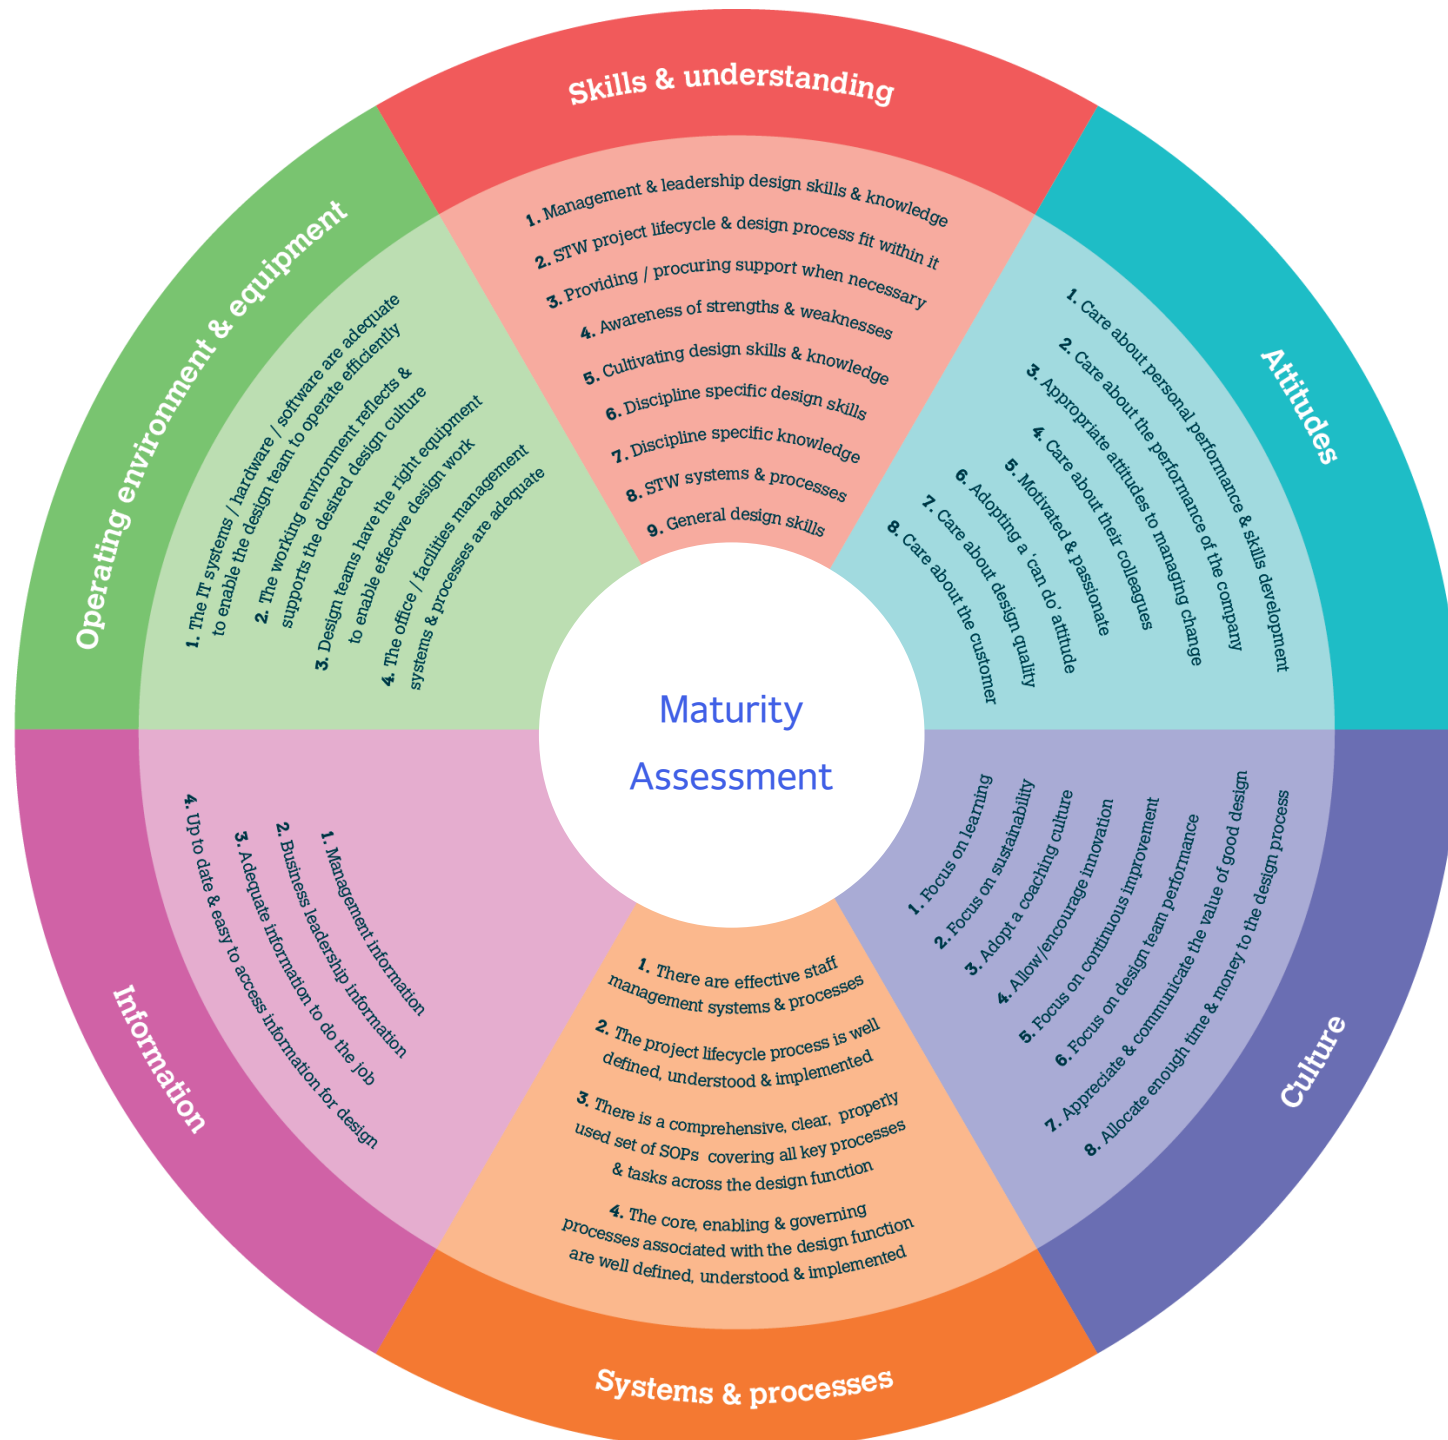 Skills & understanding
1. Management & leadership design skills & knowledge
2. STW project lifecycle & design process fit within it
3. Providing / procuring support when necessary
4. Awareness of strengths & weaknesses
5. Cultivating design skills & knowledge
6. Discipline specific design skills
7. Discipline specific knowledge
8. STW systems & processes
9. General design skills
Attitudes
1. Care about personal performance & skills development
2. Care about the performance of the company
3. Appropriate attitudes to managing change
4. Care about their colleagues
5. Motivated & passionate
6. Adopting a 'can do' attitude
7. Care about design quality
8. Care about the customer
Culture
1. Focus on learning
2. Focus on sustainability
3. Adopt a coaching culture
4. Allow/encourage innovation
5. Focus on continuous improvement
6. Focus on design team performance
7. Appreciate & communicate the value of good design
8. Allocate enough time & money to the design process
Systems & processes
1. There are effective staff
management systems & processes
2. The project lifecycle process is well
defined, understood & implemented
3. There is a comprehensive, clear, properly
used set of SOPs covering all key processes
& tasks across the design function
4. The core, enabling & governing
processes associated with the design function
are well defined, understood & implemented
Information
1. Management information
2. Business leadership information
3. Adequate information to do the job
4. Up to date & easy to access information for design
Operating environment & equipment
1. The IT systems / hardware / software are adequate
to enable the design team to operate efficiently
2. The working environment reflects &
supports the desired design culture
3. Design teams have the right equipment
to enable effective design work
4. The office / facilities management
systems & processes are adequate
Maturity
Assessment